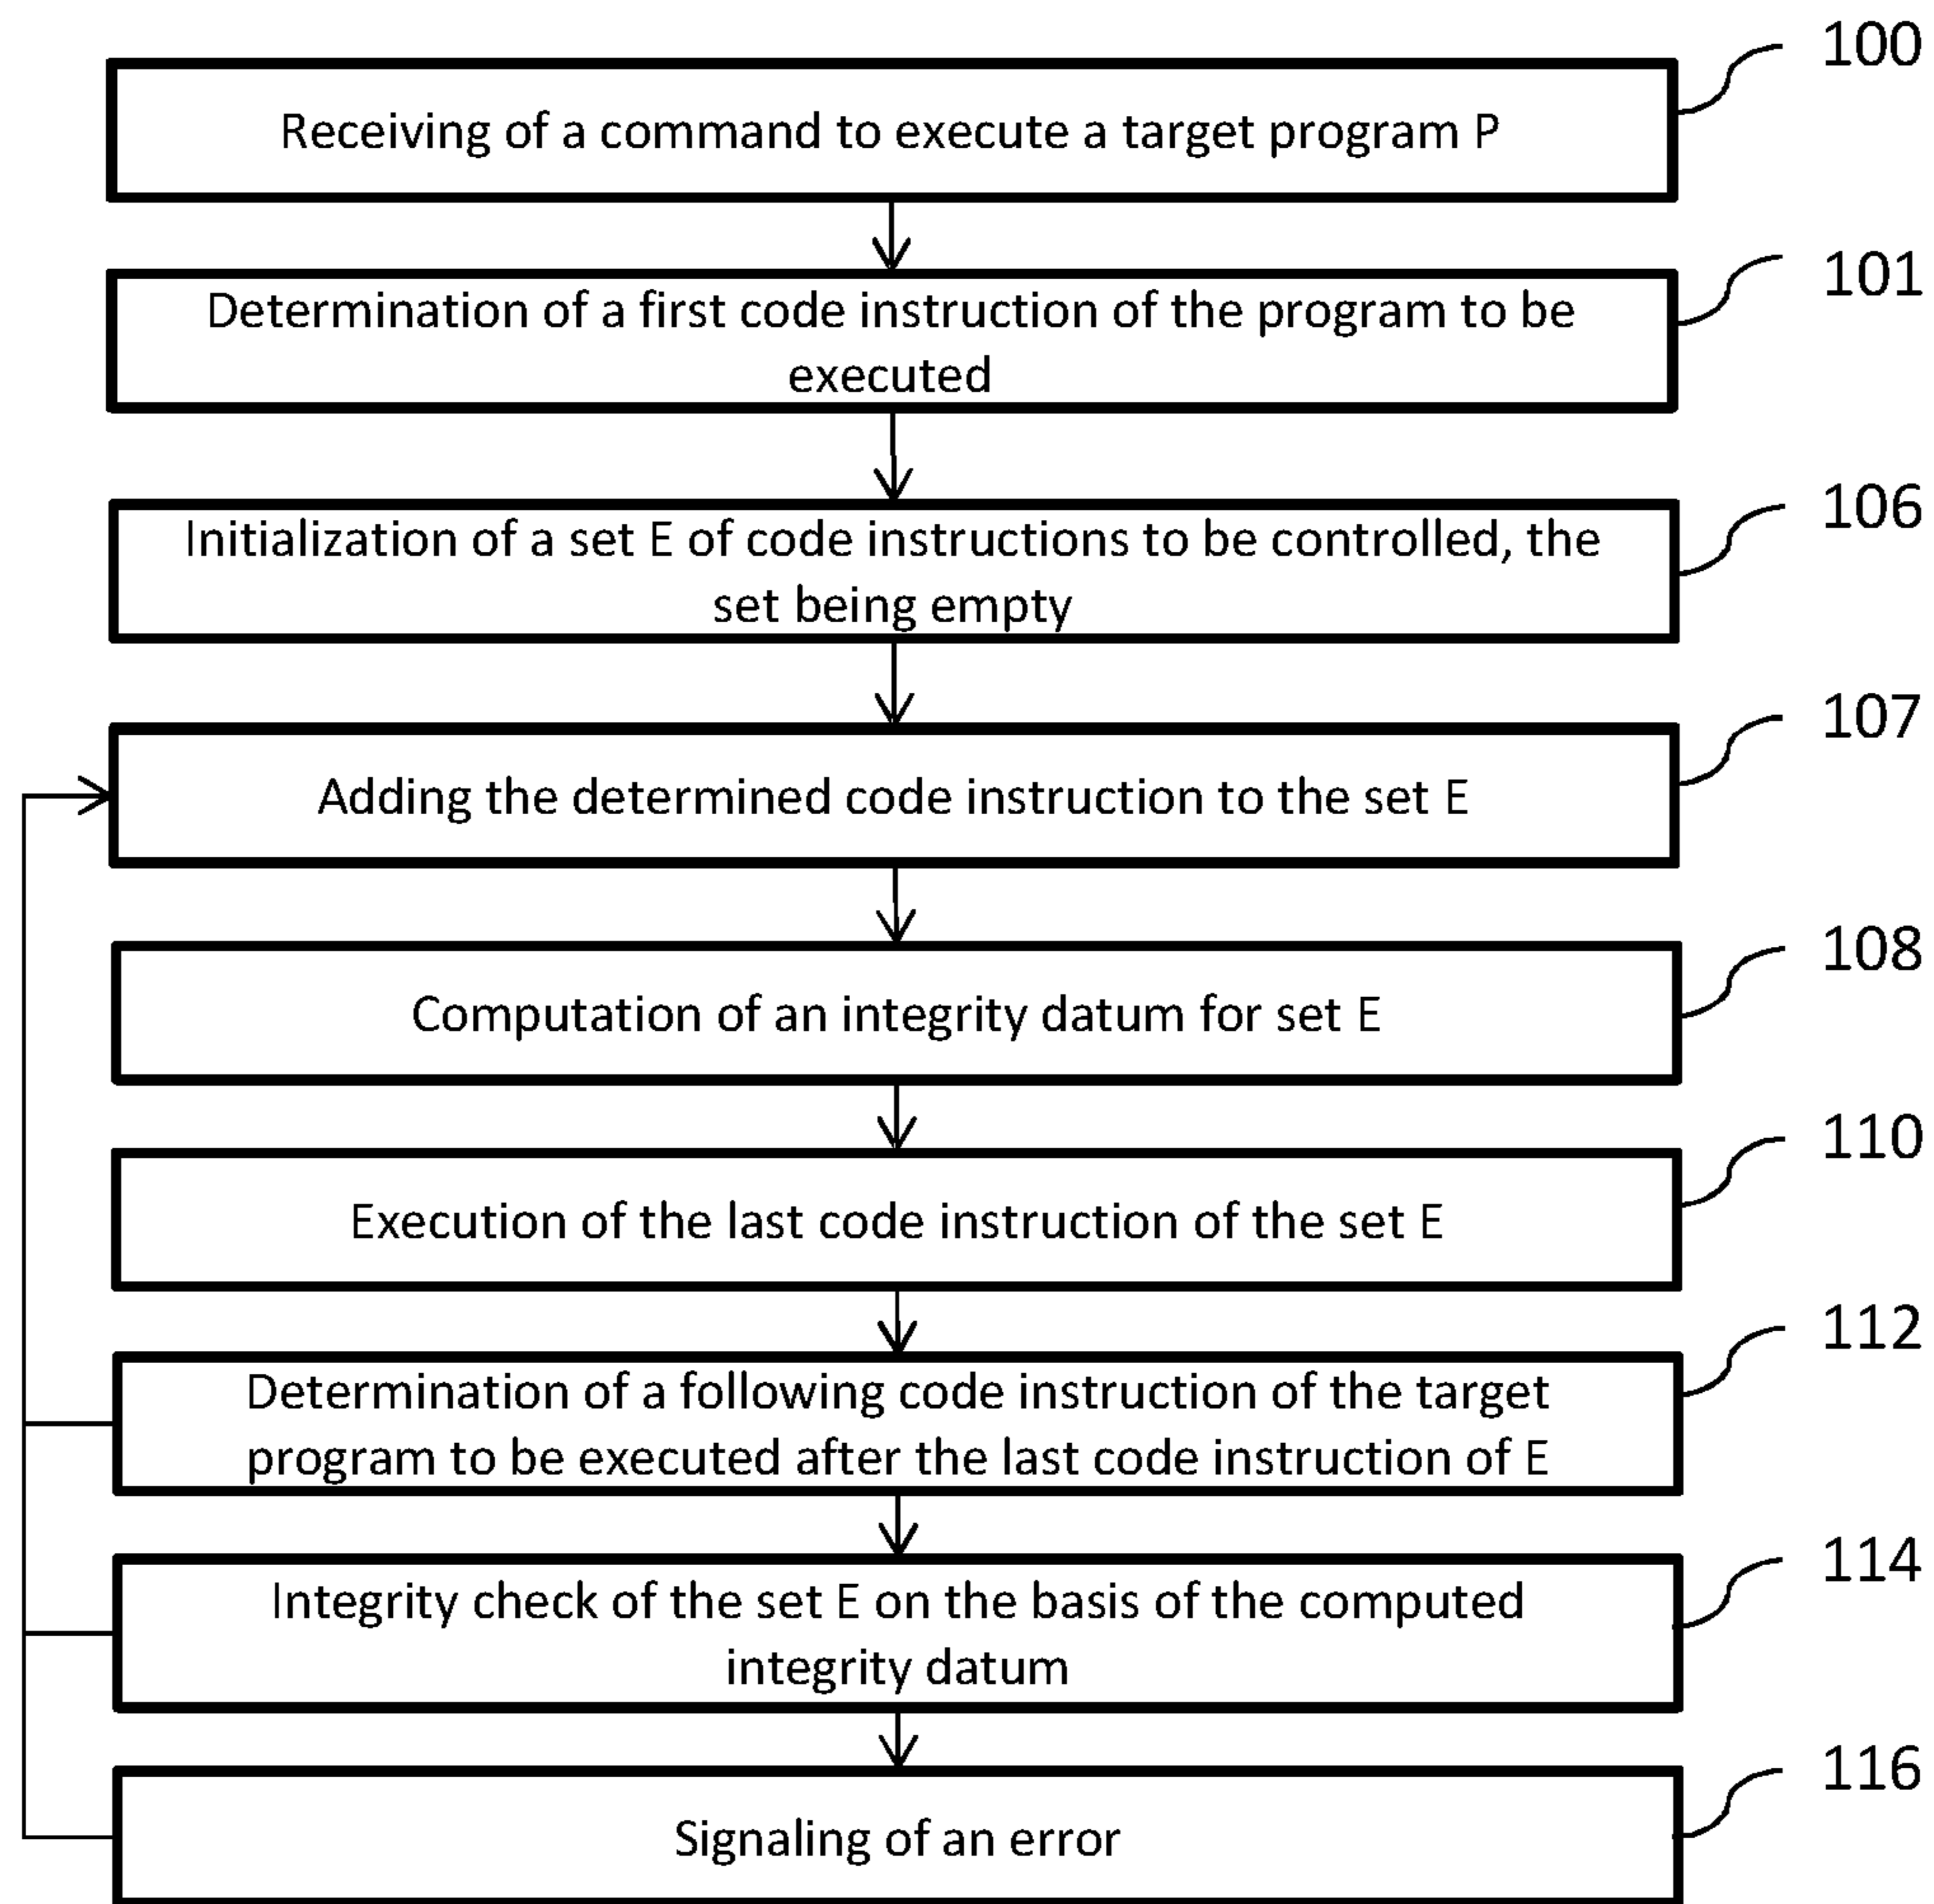 100
Receiving of a command to execute a target program P
101
Determination of a first code instruction of the program to be
executed
106
Initialization of a set E of code instructions to be controlled, the
set being empty
107
Adding the determined code instruction to the set E
108
Computation of an integrity datum for set E
110
Execution of the last code instruction of the set E
112
Determination of a following code instruction of the target
program to be executed after the last code instruction of E
114
Integrity check of the set E on the basis of the computed
integrity datum
116
Signaling of an error